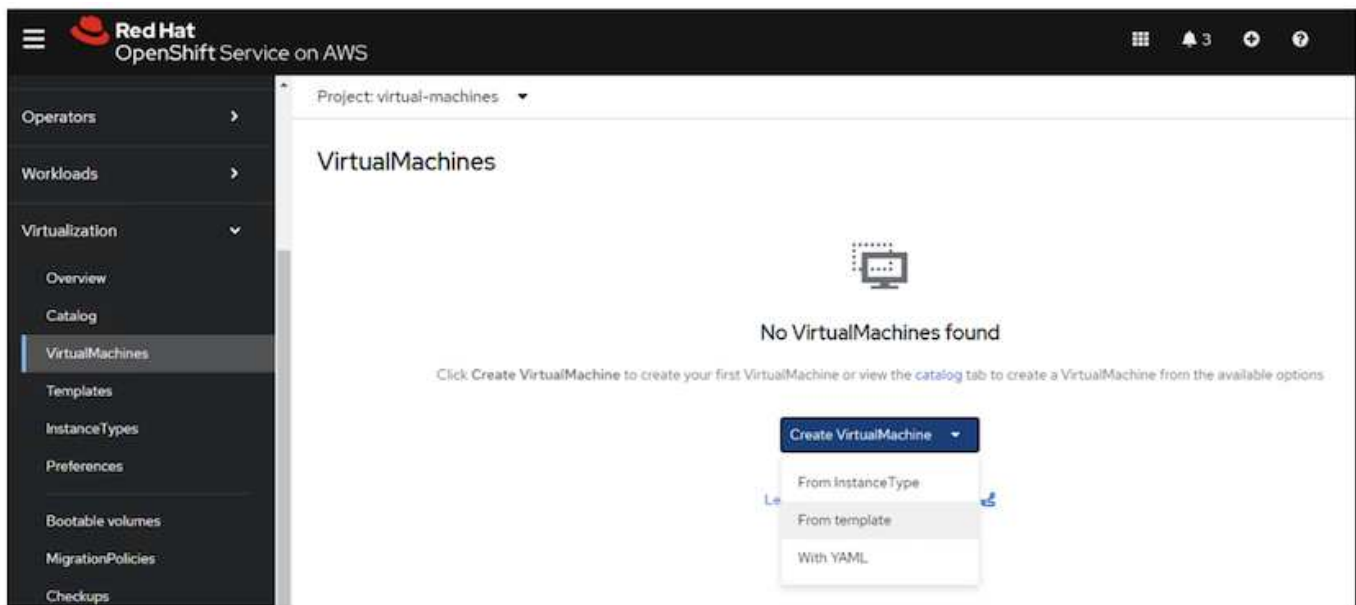 Red Hat
OpenShift Service on AWS
3
Project: virtual-machines
Operators
Workloads
Virtualization
Overview
Catalog
VirtualMachines
Templates
InstanceTypes
Preferences
Bootable volumes
MigrationPolicies
Checkups
VirtualMachines
No VirtualMachines found
Click Create VirtualMachine to create your first VirtualMachine or view the catalog tab to create a VirtualMachine from the available options
Create VirtualMachine
From InstanceType
From template
With YAML